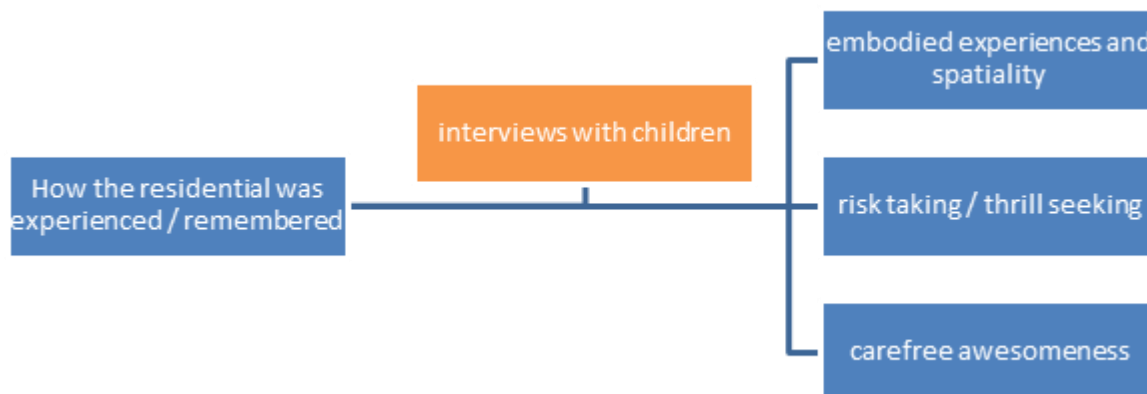 embodied experiences and
spatiality
interviews with children
How the residential was
experienced / remembered
risk taking / thrill seeking
carefree awesomeness